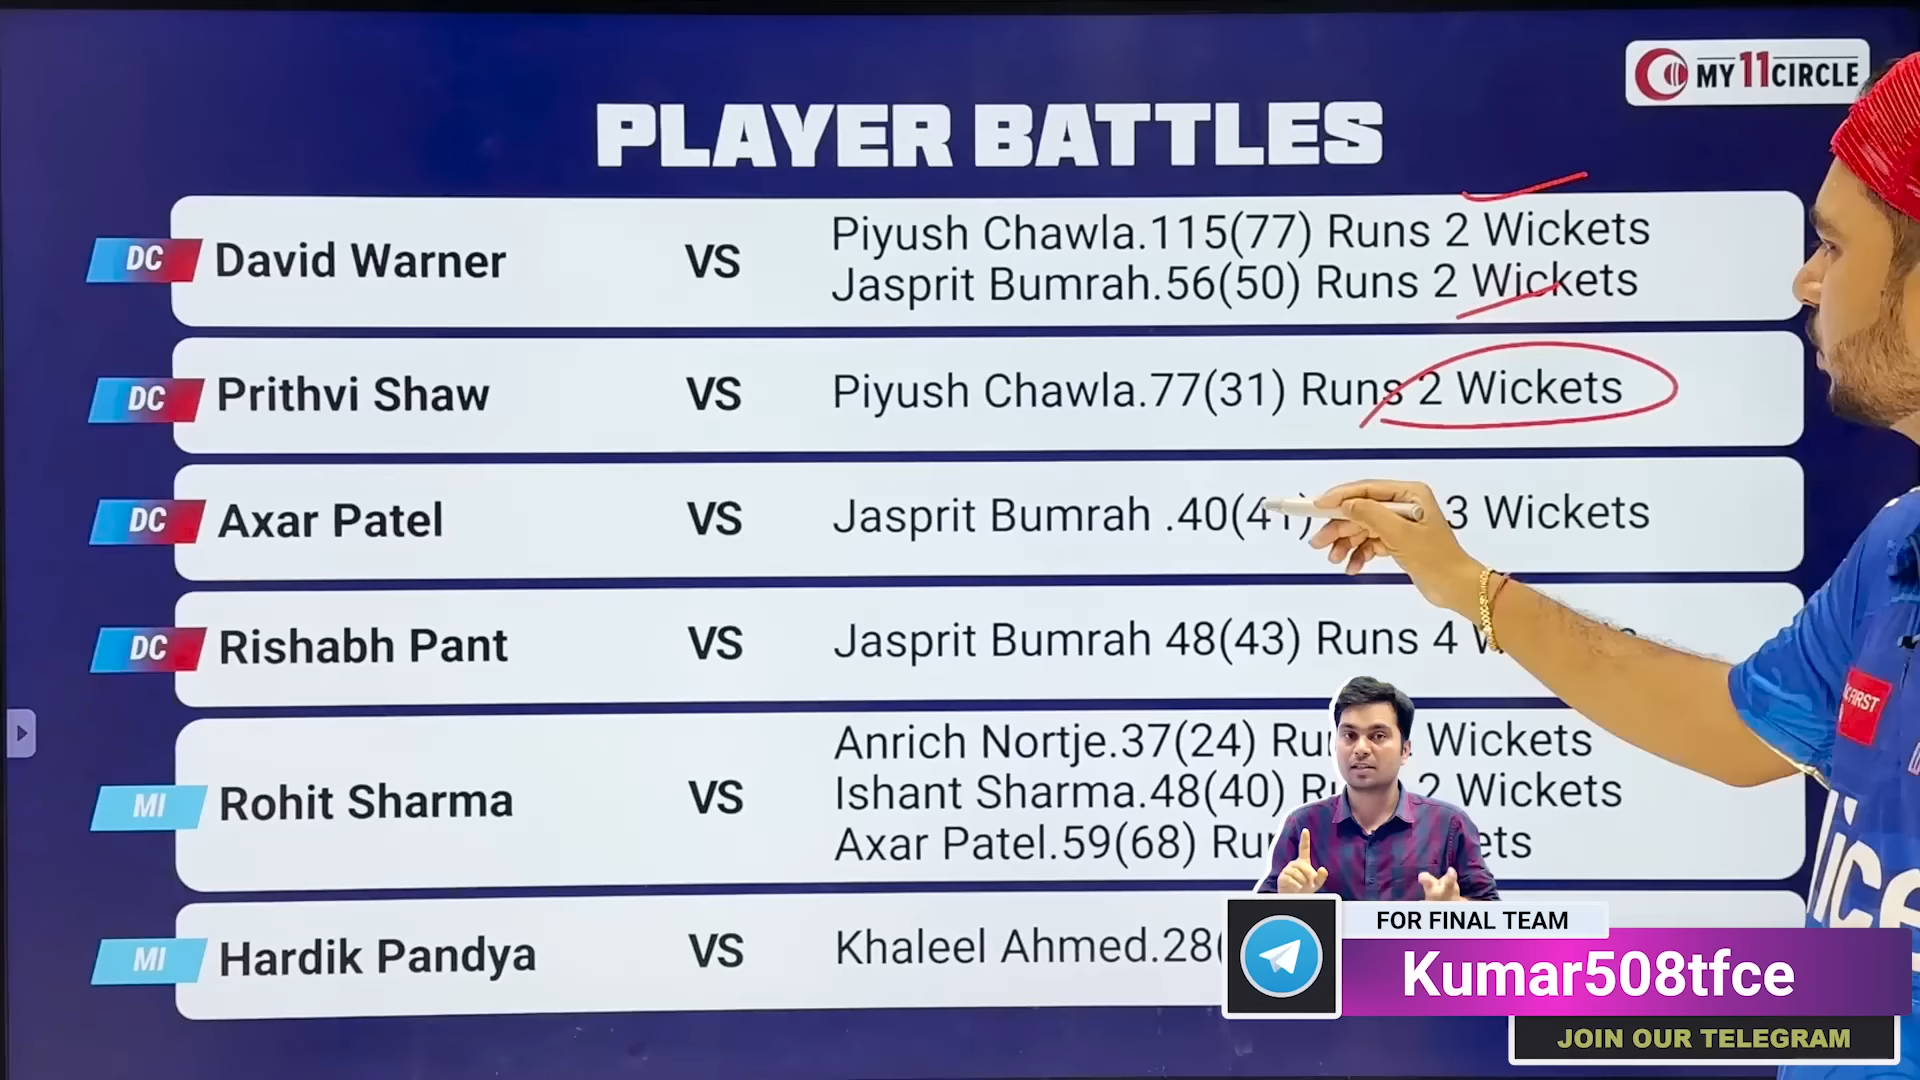 MY11CIRCLE
PLAYER BATTLES
DC David Warner VS Piyush Chawla.115(77) Runs 2 Wickets
Jasprit Bumrah.56(50) Runs 2 Wickets
DC Prithvi Shaw VS Piyush Chawla.77(31) Runs 2 Wickets
DC Axar Patel VS Jasprit Bumrah .40(41) 3 Wickets
DC Rishabh Pant VS Jasprit Bumrah 48(43) Runs 4
MI Rohit Sharma VS Anrich Nortje.37(24) Wickets
Ishant Sharma.48(40) 2 Wickets
Axar Patel.59(68)
MI Hardik Pandya VS Khaleel Ahmed.28(
FIRST
FOR FINAL TEAM
Kumar508tfce
JOIN OUR TELEGRAM